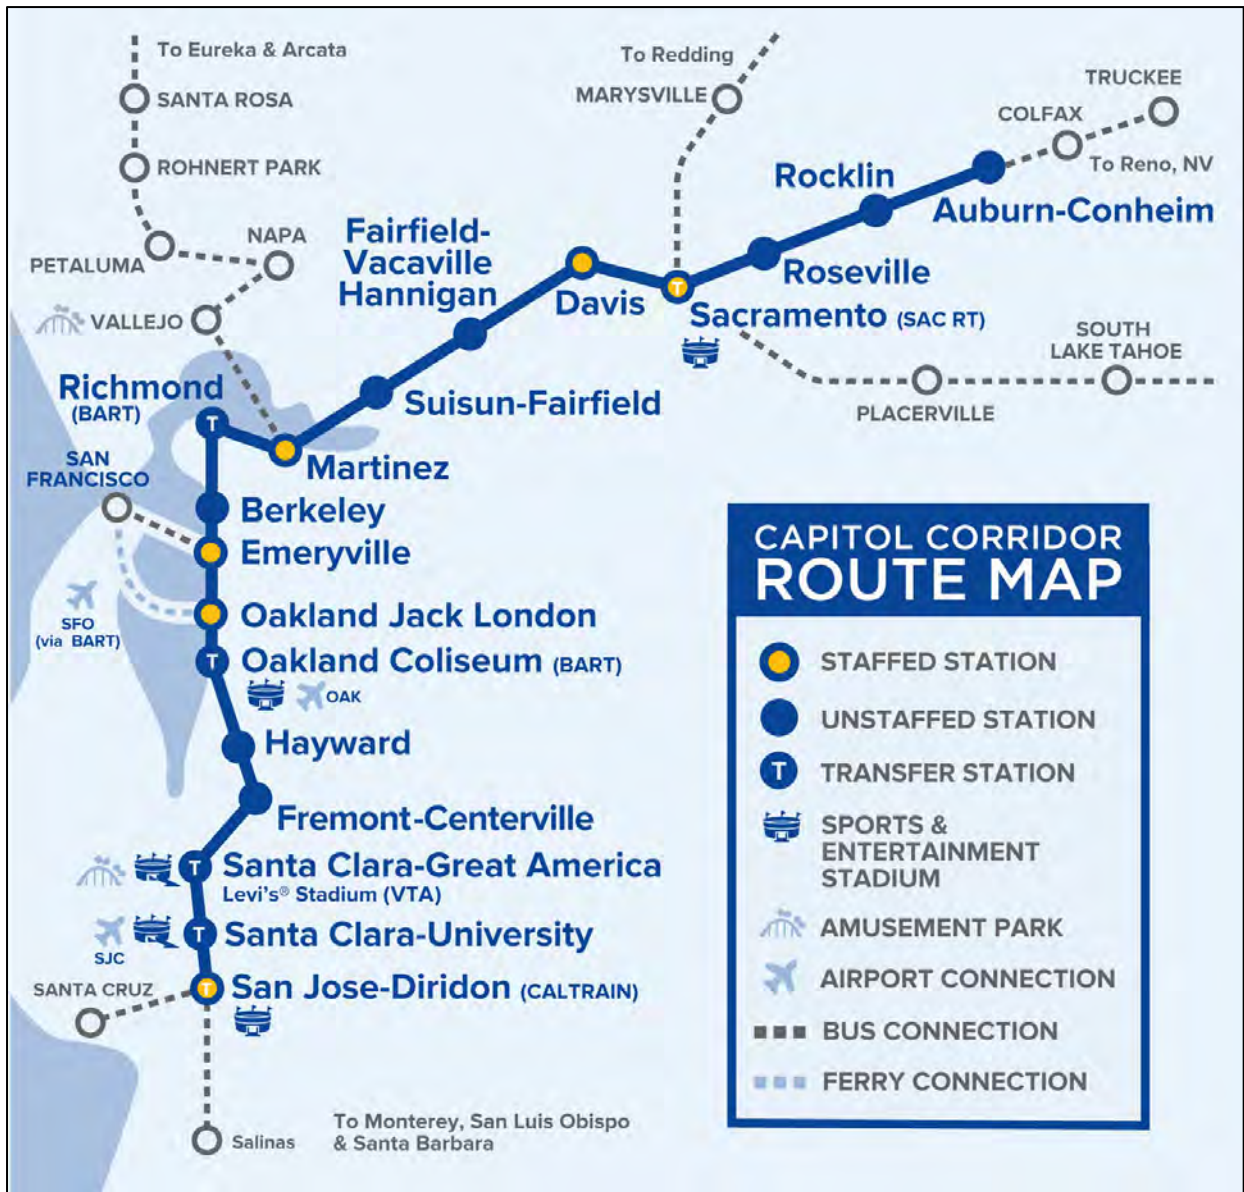 To Eureka & Arcata
SANTA ROSA
ROHNERT PARK
PETALUMA
NAPA
VALLEJO
To Redding
MARYSVILLE
TRUCKEE
COLFAX
To Reno, NV
Rocklin
Auburn-Conheim
Roseville
Fairfield-
Vacaville
Hannigan
Davis
Sacramento (SAC RT)
T
SOUTH
LAKE TAHOE
PLACERVILLE
Suisun-Fairfield
Richmond
(BART)
T
Martinez
SAN
FRANCISCO
Berkeley
Emeryville
SFO
(via BART)
Oakland Jack London
T
Oakland Coliseum (BART)
OAK
Hayward
Fremont-Centerville
T
Santa Clara-Great America
Levi's® Stadium (VTA)
T
Santa Clara-University
SJC
SANTA CRUZ
T
San Jose-Diridon (CALTRAIN)
Salinas
To Monterey, San Luis Obispo
& Santa Barbara
CAPITOL CORRIDOR
ROUTE MAP
STAFFED STATION
UNSTAFFED STATION
T
TRANSFER STATION
SPORTS &
ENTERTAINMENT
STADIUM
AMUSEMENT PARK
AIRPORT CONNECTION
BUS CONNECTION
FERRY CONNECTION